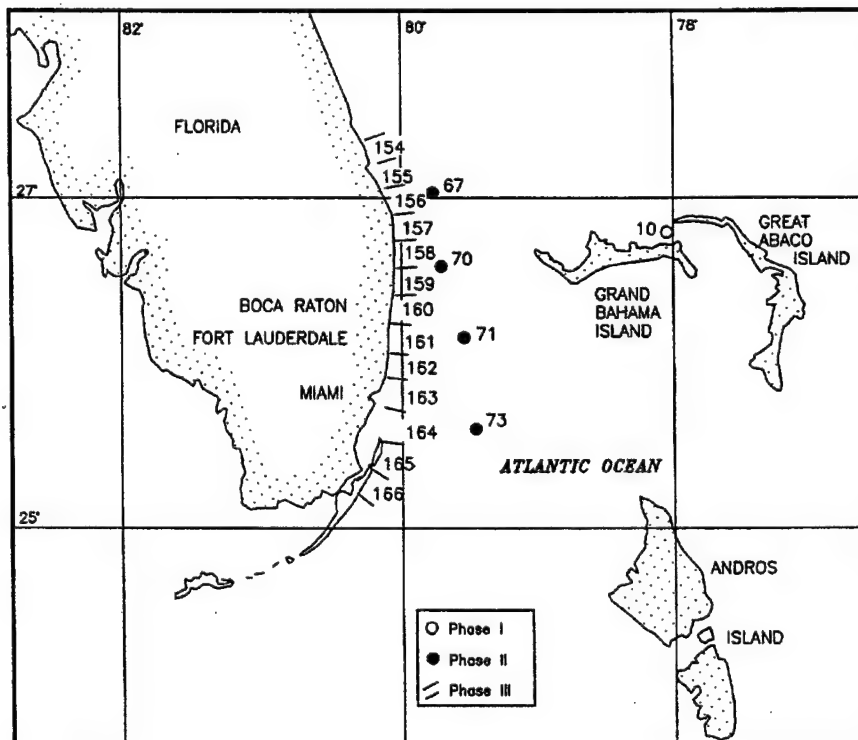 82'
80'
78'
FLORIDA
154
155
67
27°
156
157
10
GREAT
ABACO
ISLAND
158
70
159
GRAND
BAHAMA
ISLAND
BOCA RATON
160
FORT LAUDERDALE
161
71
162
MIAMI
163
73
164
ATLANTIC OCEAN
165
166
25°
ANDROS
ISLAND
Phase I
Phase II
Phase III